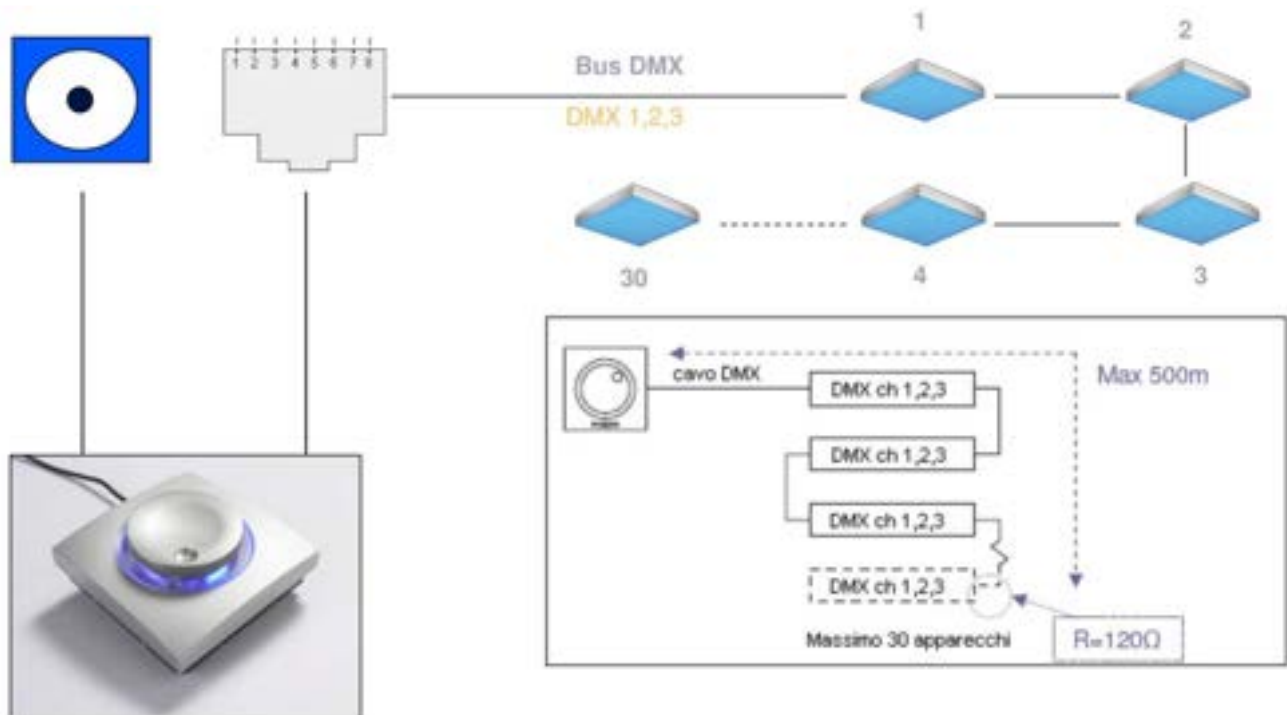 1 2 3 4 5 6 7 8
Bus DMX
DMX 1,2,3
1
2
30
4
3
cavo DMX
Max 500m
DMX ch 1,2,3
DMX ch 1,2,3
DMX ch 1,2,3
DMX ch 1,2,3
Massimo 30 apparecchi
R=120Ω